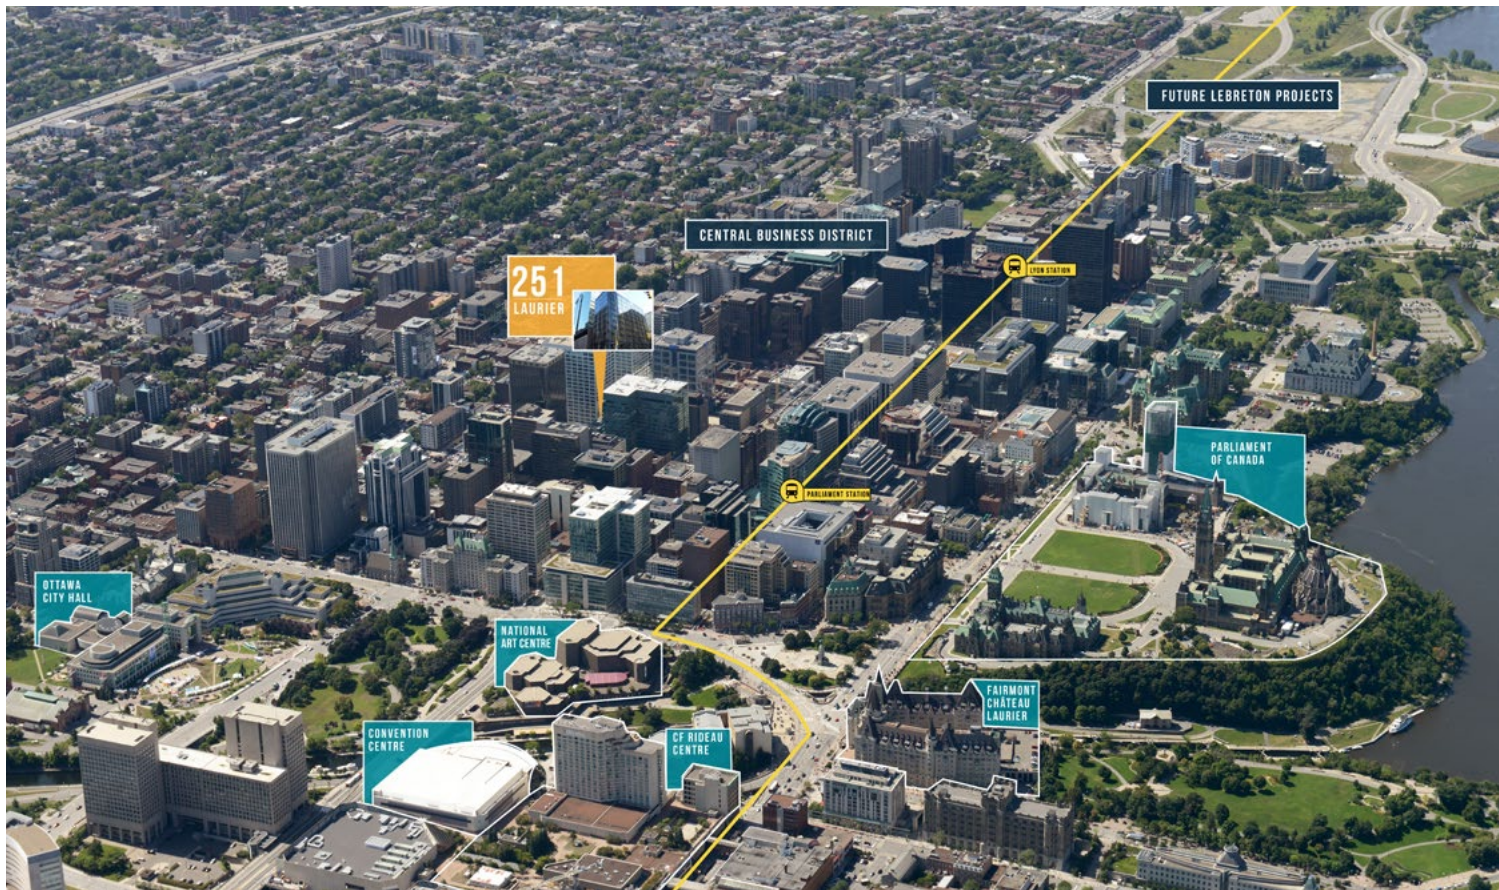 FUTURE LEBRETON PROJECTS
CENTRAL BUSINESS DISTRICT
251
LAURIER
LYON STATION
PARLIAMENT STATION
PARLIAMENT
OF CANADA
OTTAWA
CITY HALL
NATIONAL
ART CENTRE
FAIRMONT
CHÂTEAU
LAURIER
CONVENTION
CENTRE
CF RIDEAU
CENTRE